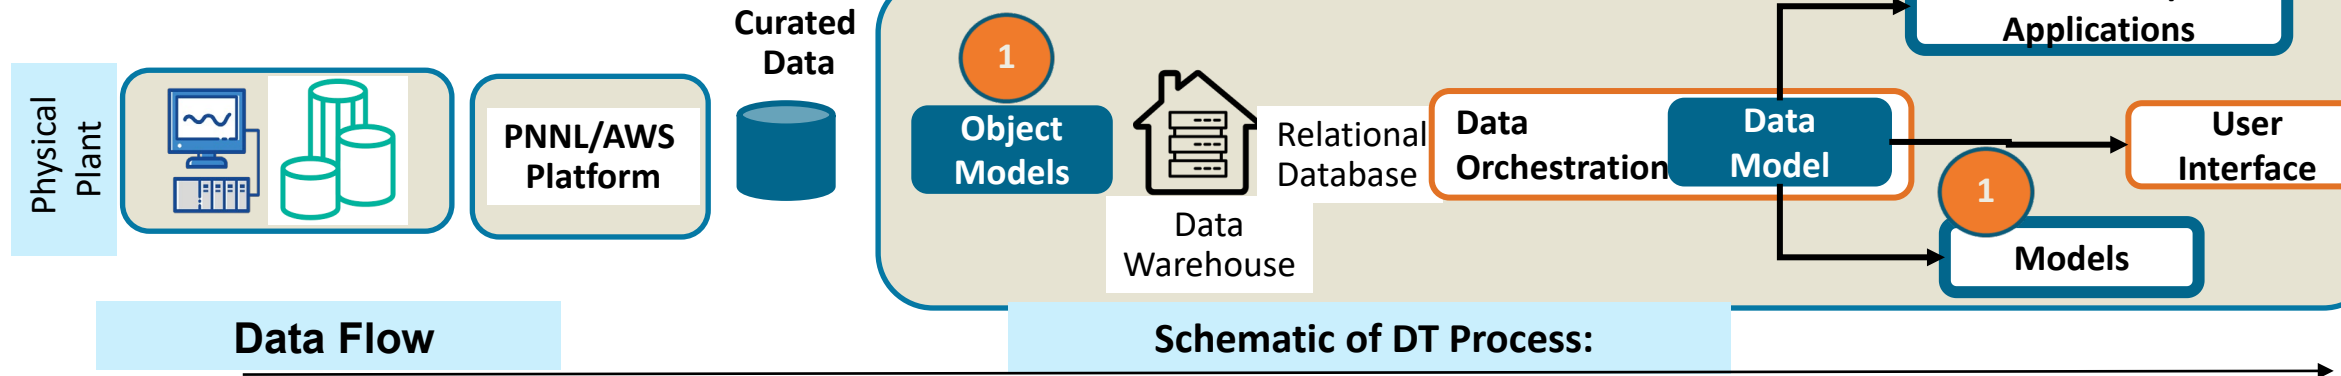 Curated
Data
Physical
Plant
PNNL/AWS
Platform
1
Object
Models
Data
Warehouse
Relational
Database
Data
Orchestration
Data
Model
Applications
User
Interface
1
Models
Data Flow
Schematic of DT Process: